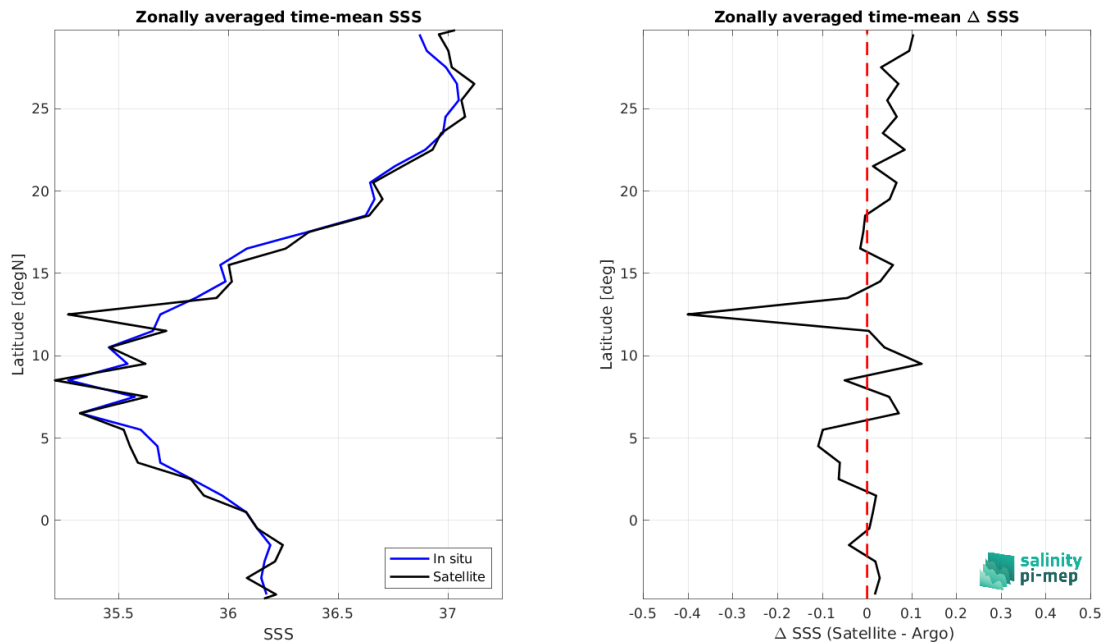 Zonally averaged time-mean SSS
Latitude [degN]
25
20
15
10
5
0
35.5 36 36.5 37
SSS
In situ
Satellite
Zonally averaged time-mean Δ SSS
Latitude [deg]
25
20
15
10
5
0
-0.5 -0.4 -0.3 -0.2 -0.1 0 0.1 0.2 0.3 0.4 0.5
Δ SSS (Satellite - Argo)
salinity
pi-mep